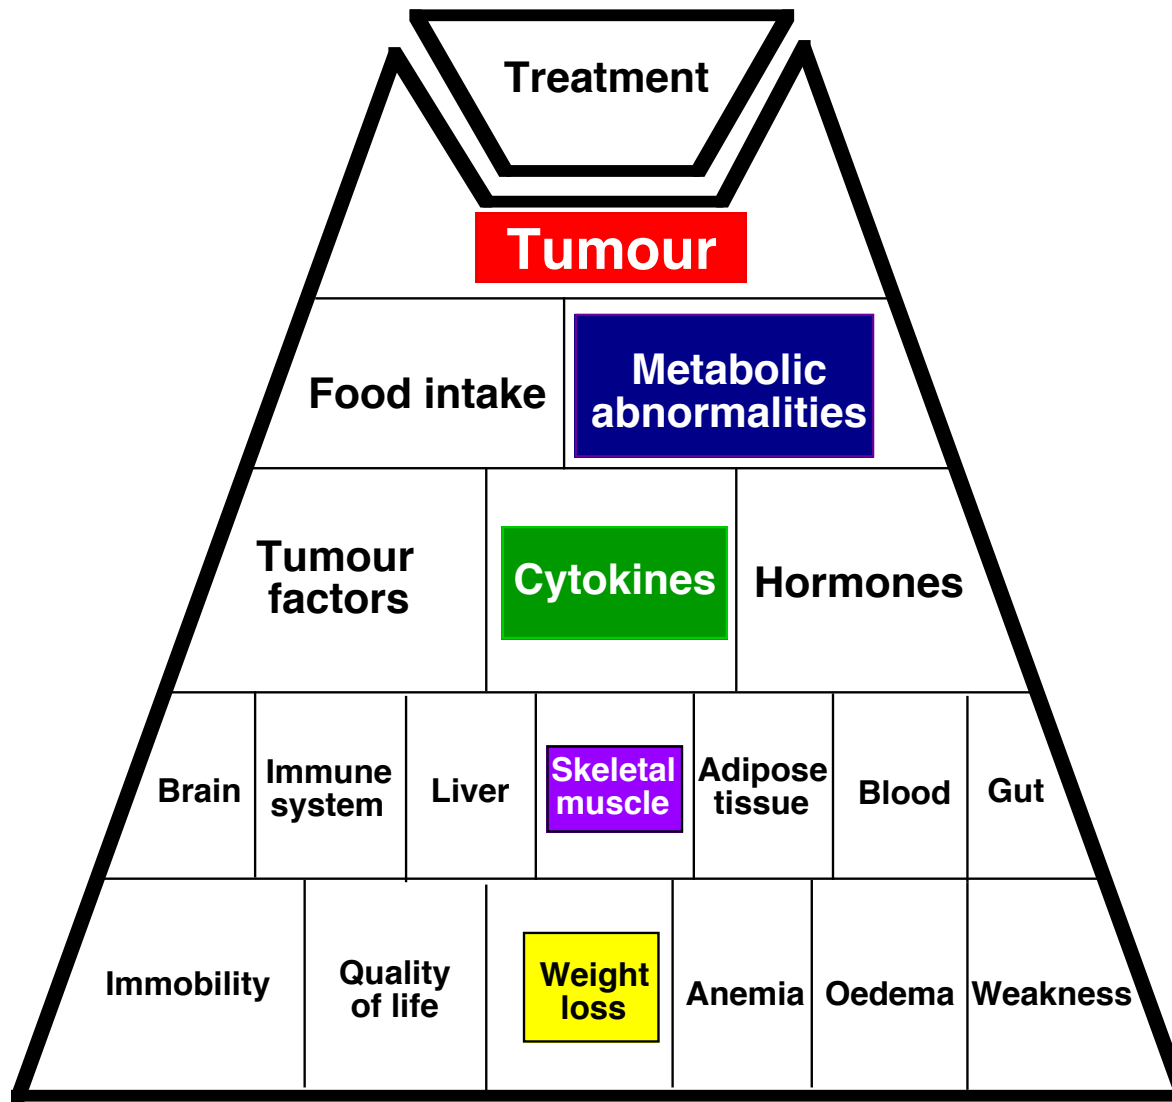 Treatment
Tumour
Food intake
Metabolic
abnormalities
Tumour
factors
Cytokines
Hormones
Brain
Immune
system
Liver
Skeletal
muscle
Adipose
tissue
Blood
Gut
Immobility
Quality
of life
Weight
loss
Anemia
Oedema
Weakness